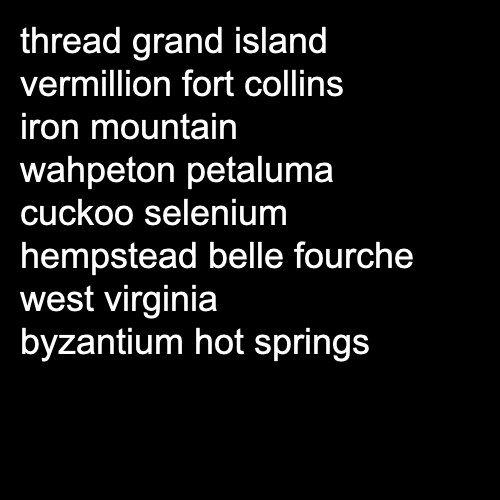 thread grand island
vermillion fort collins
iron mountain
wahpeton petaluma
cuckoo selenium
hempstead belle fourche
west virginia
byzantium hot springs